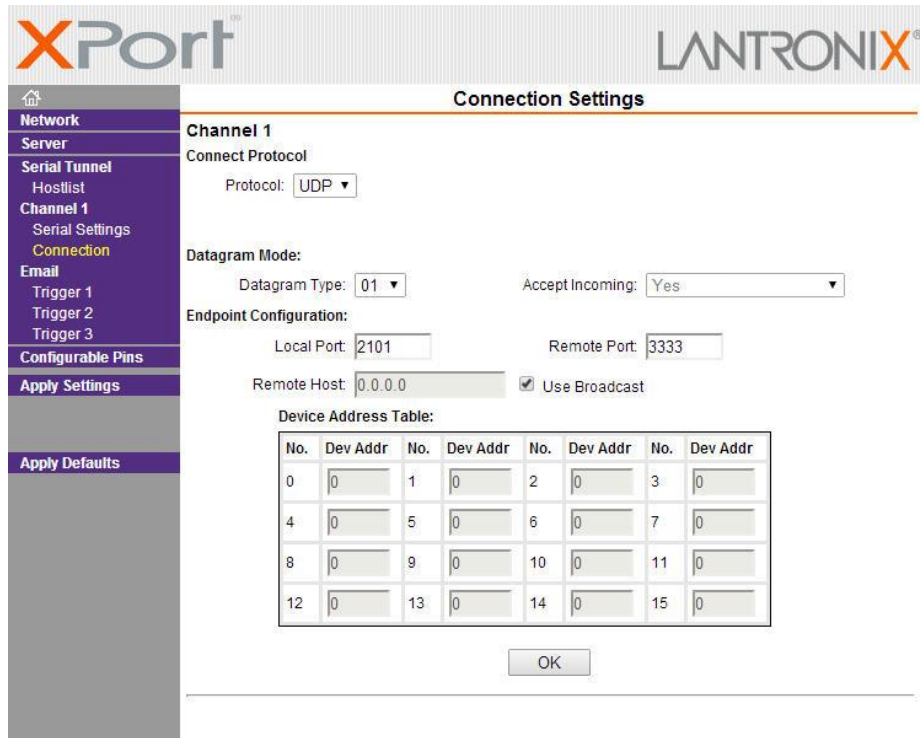 XPort®
LANTRONIX®
Network
Server
Serial Tunnel
Hostlist
Channel 1
Serial Settings
Connection
Email
Trigger 1
Trigger 2
Trigger 3
Configurable Pins
Apply Settings
Apply Defaults
Connection Settings
Channel 1
Connect Protocol
Protocol: UDP
Datagram Mode:
Datagram Type: 01 Accept Incoming: Yes
Endpoint Configuration:
Local Port: 2101 Remote Port: 3333
Remote Host: 0.0.0.0 Use Broadcast
Device Address Table:
No. Dev Addr No. Dev Addr No. Dev Addr No. Dev Addr
0 0 1 0 2 0 3 0
4 0 5 0 6 0 7 0
8 0 9 0 10 0 11 0
12 0 13 0 14 0 15 0
OK